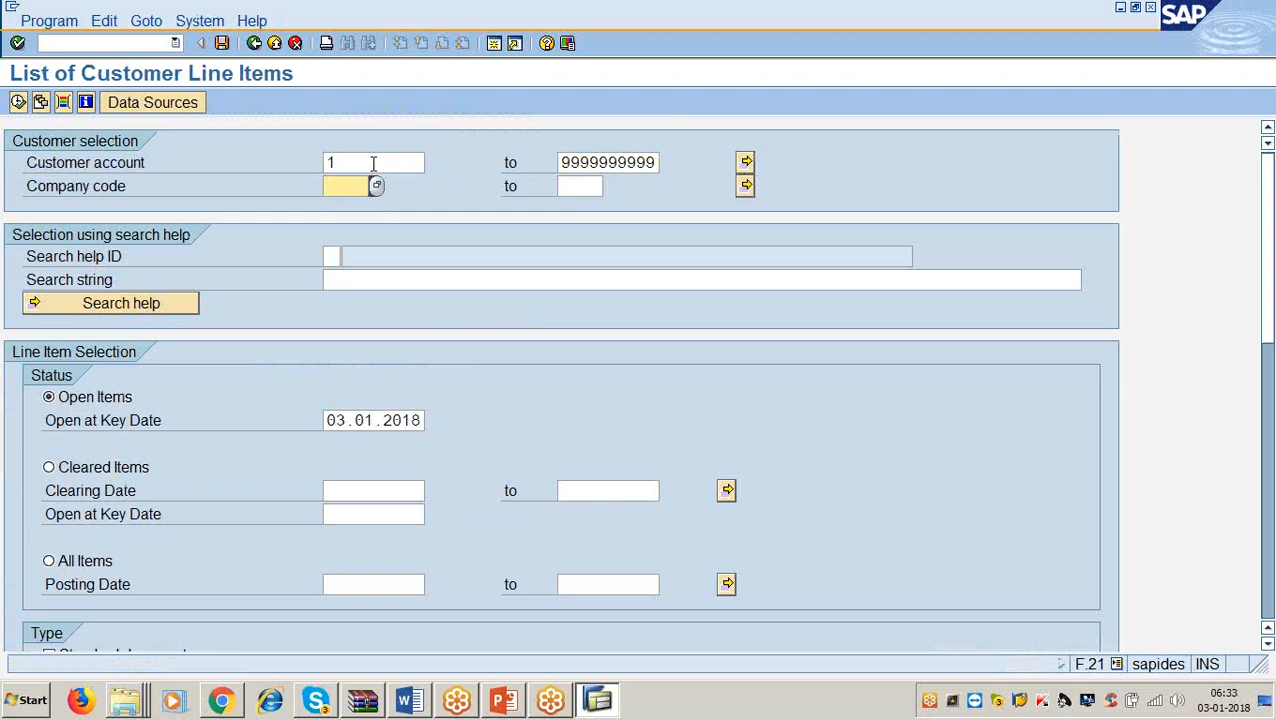 Program Edit Goto System Help
SAP
List of Customer Line Items
Data Sources
Customer selection
Customer account 1 to 9999999999
Company code to
Selection using search help
Search help ID
Search string
Search help
Line Item Selection
Status
Open Items
Open at Key Date 03.01.2018
Cleared Items
Clearing Date to
Open at Key Date
All Items
Posting Date to
Type
F.21 sapides INS
Start 06:33
03-01-2018